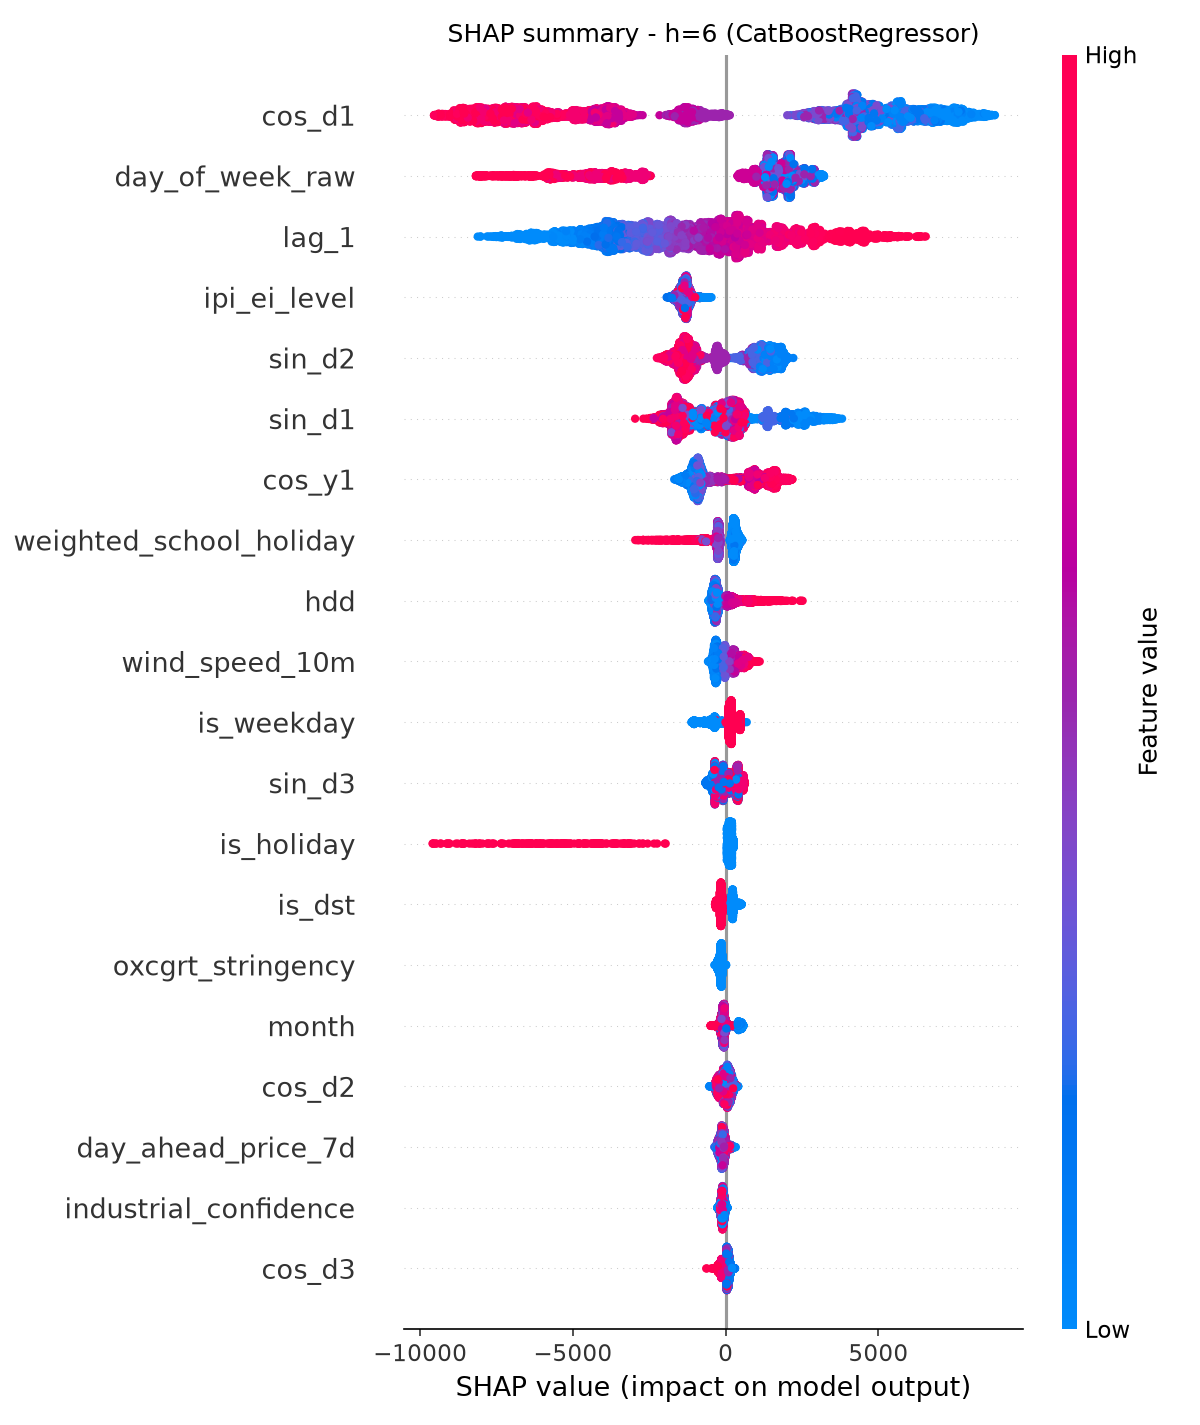 SHAP summary - h=6 (CatBoostRegressor)
High
cos_d1
day_of_week_raw
lag_1
ipi_ei_level
sin_d2
sin_d1
cos_y1
weighted_school_holiday
hdd
wind_speed_10m
is_weekday
sin_d3
is_holiday
is_dst
oxcgrt_stringency
month
cos_d2
day_ahead_price_7d
industrial_confidence
cos_d3
Feature value
Low
−10000 −5000 0 5000
SHAP value (impact on model output)